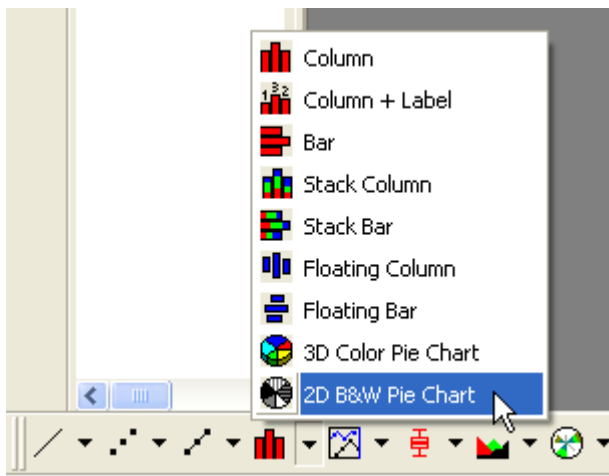 Column
123
Column + Label
Bar
Stack Column
Stack Bar
Floating Column
Floating Bar
3D Color Pie Chart
2D B&W Pie Chart